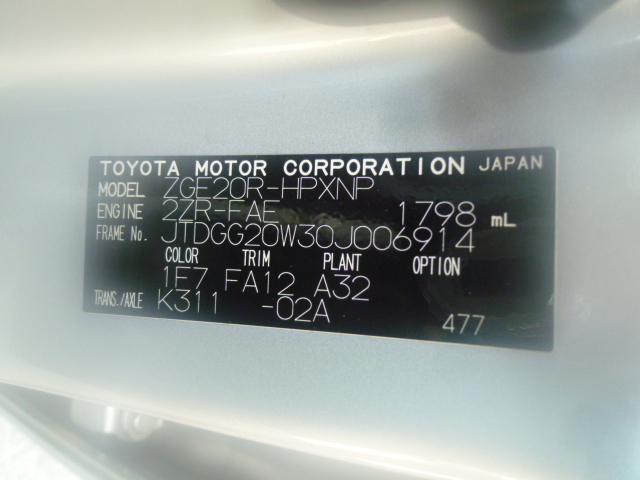 TOYOTA MOTOR CORPORATION JAPAN
MODEL ZGE20R-HPXNP
ENGINE 2ZR-FAE 1798 mL
FRAME No. JTDGG20W30J006914
COLOR TRIM PLANT OPTION
1F7 FA12 A32
TRANS./AXLE K311 -02A
477